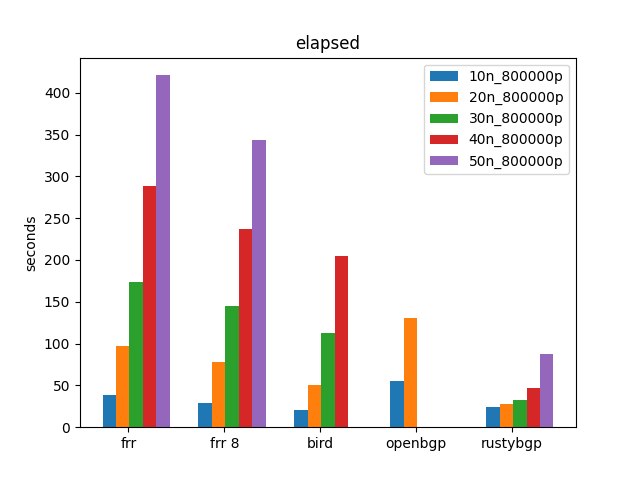 elapsed
seconds
400
350
300
250
200
150
100
50
0
10n_800000p
20n_800000p
30n_800000p
40n_800000p
50n_800000p
frr
frr 8
bird
openbgp
rustybgp